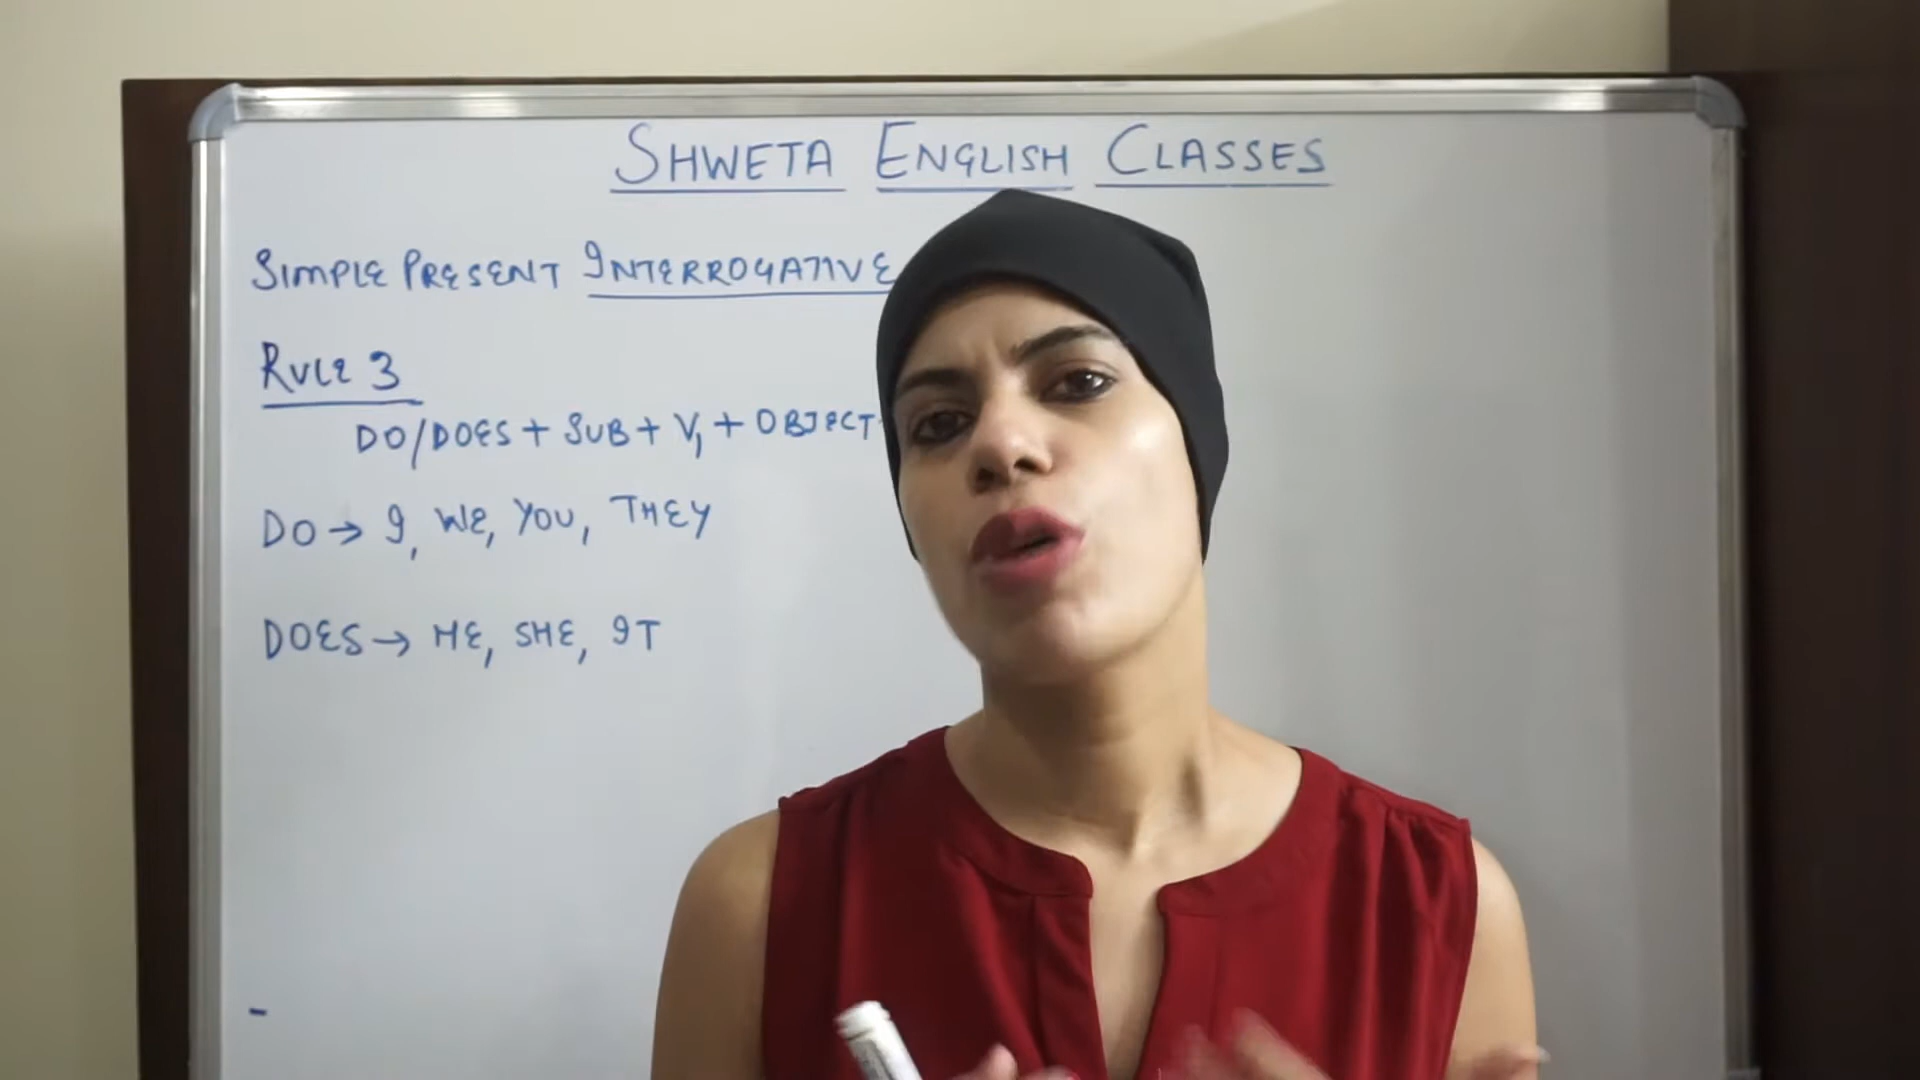 SHWETA ENGLISH CLASSES
SIMPLE PRESENT INTERROGATIVE
RULE 3
DO/DOES + SUB + V1 + OBJECT
DO → I, WE, YOU, THEY
DOES → HE, SHE, IT